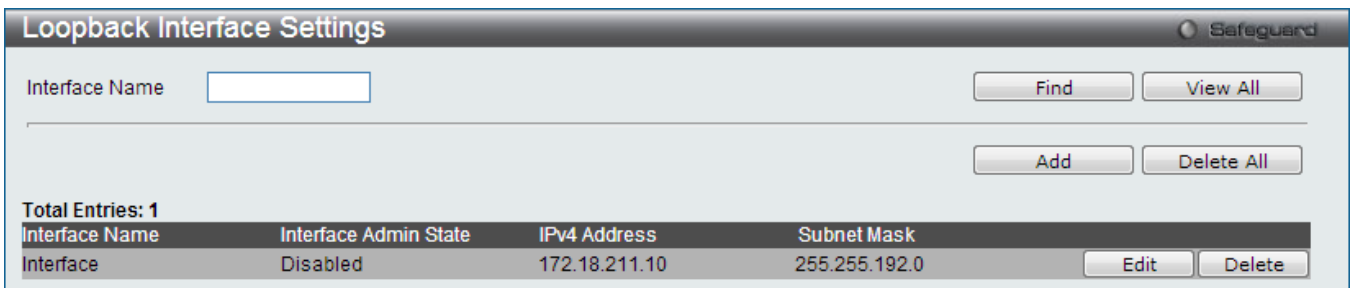 Loopback Interface Settings Safeguard
Interface Name Find View All
Add Delete All
Total Entries: 1
Interface Name Interface Admin State IPv4 Address Subnet Mask
Interface Disabled 172.18.211.10 255.255.192.0 Edit Delete